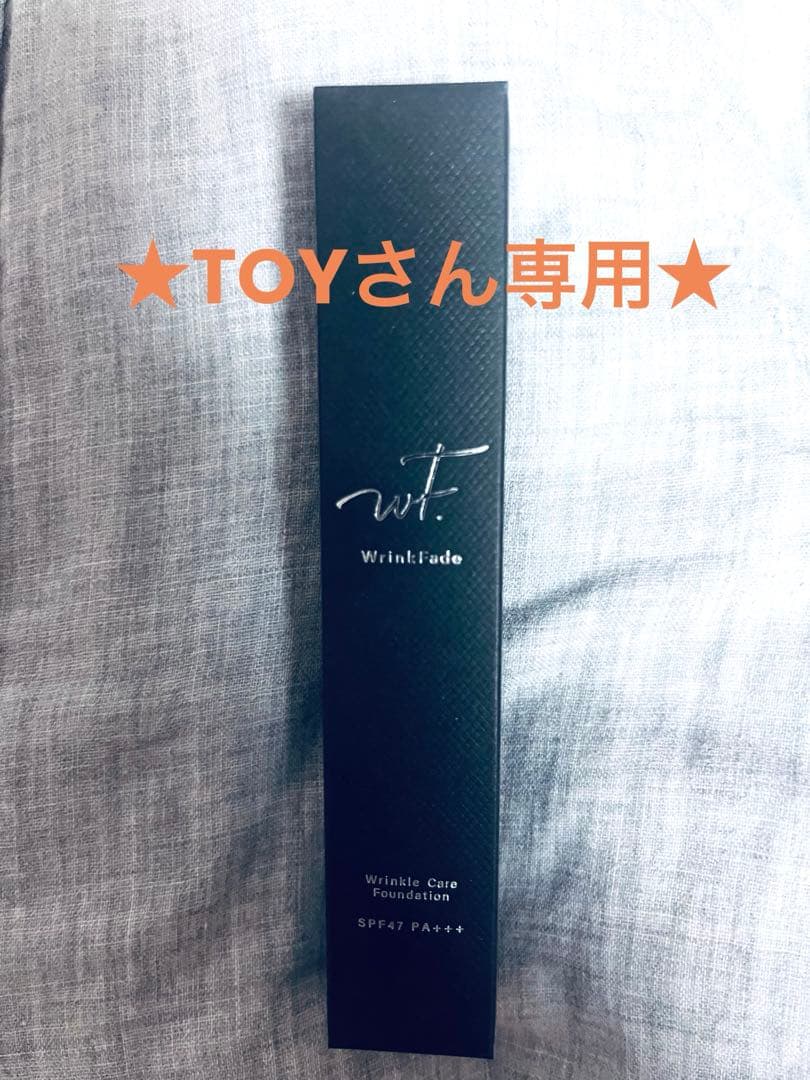 ★TOYさん専用★
wF.
WrinkFade
Wrinkle Care
Foundation
SPF47 PA+++